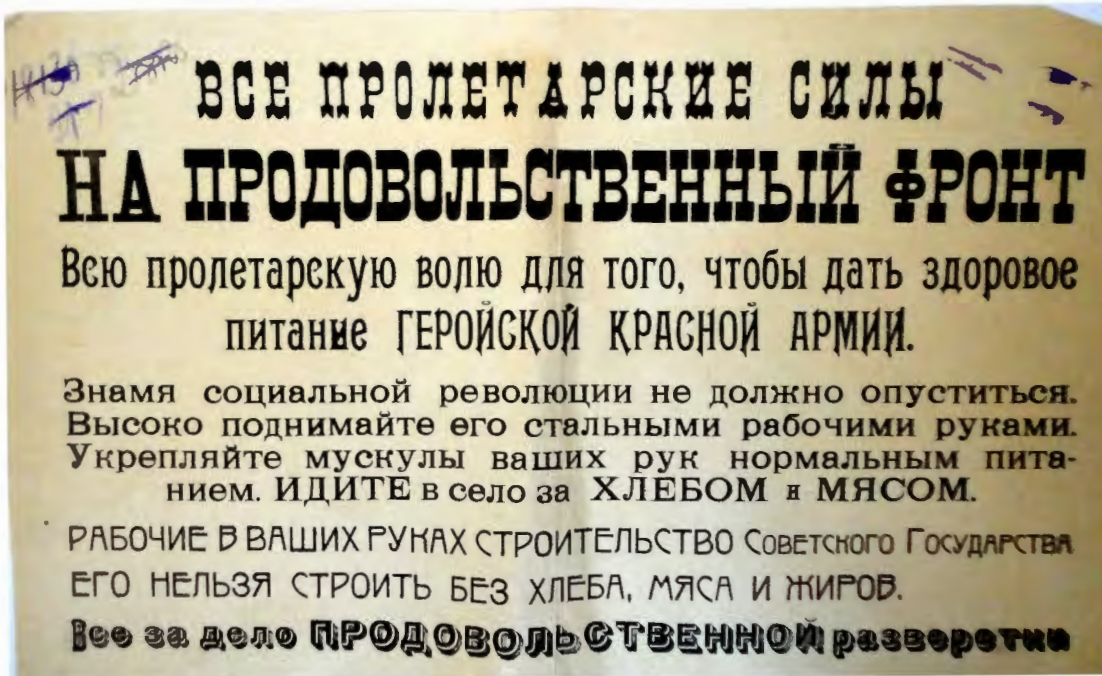 ВСЕ ПРОЛЕТАРСКИЕ СИЛЫ
НА ПРОДОВОЛЬСТВЕННЫЙ ФРОНТ
Всю пролетарскую волю для того, чтобы дать здоровое
питание ГЕРОЙСКОЙ КРАСНОЙ АРМИИ.
Знамя социальной революции не должно опуститься.
Высоко поднимайте его стальными рабочими руками.
Укрепляйте мускулы ваших рук нормальным пита-
нием. ИДИТЕ в село за ХЛЕБОМ и МЯСОМ.
РАБОЧИЕ В ВАШИХ РУКАХ СТРОИТЕЛЬСТВО Советского Государства
ЕГО НЕЛЬЗЯ СТРОИТЬ БЕЗ ХЛЕБА, МЯСА И ЖИРОВ.
Все за дело ПРОДОВОЛЬСТВЕННОЙ разверстки